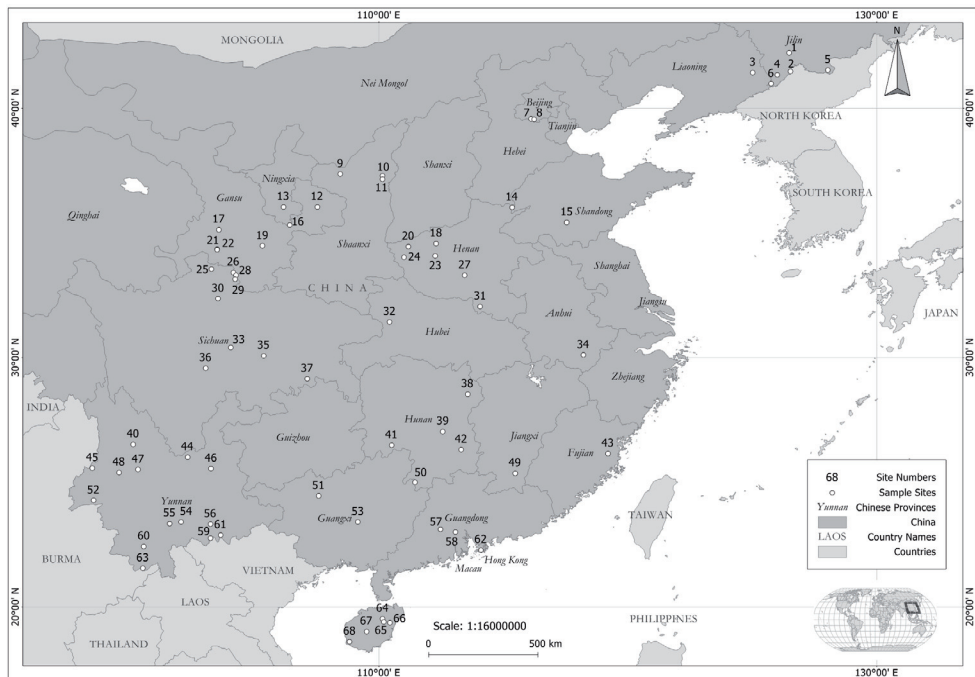 110°00' E 130°00' E
MONGOLIA
N
Jilin
1
Liaoning
3 4 2 5
6
Nei Mongol
40°00' N 40°00' N
Beijing
7 8
Tianjin
NORTH KOREA
Hebei
Shanxi
9 10
11
SOUTH KOREA
Ningxia
Gansu
13 12
14
15 Shandong
Qinghai
17 16
Shaanxi
20 18 Henan
21 22 19
24 23
25 26 28 27
29
Shanghai
30
CHINA
31
Jiangsu
JAPAN
32
Hubei
Anhui
Sichuan 33
35
34
30°00' N 30°00' N
36
37
Zhejiang
38
INDIA
Hunan 39
Guizhou
Jiangxi
40
41 42
43
Fujian
44
45 48 47 46
49
50
51
52
Yunnan
55 54 56
53
Guangxi
57 Guangdong
58
59 61
60
62
Hong Kong
Macau
63
BURMA
VIETNAM
LAOS
TAIWAN
68 Site Numbers
Sample Sites
Yunnan Chinese Provinces
China
LAOS Country Names
Countries
20°00' N 20°00' N
64
67 65 66
68
PHILIPPINES
THAILAND
Scale: 1:16000000
0 500 km
110°00' E 130°00' E